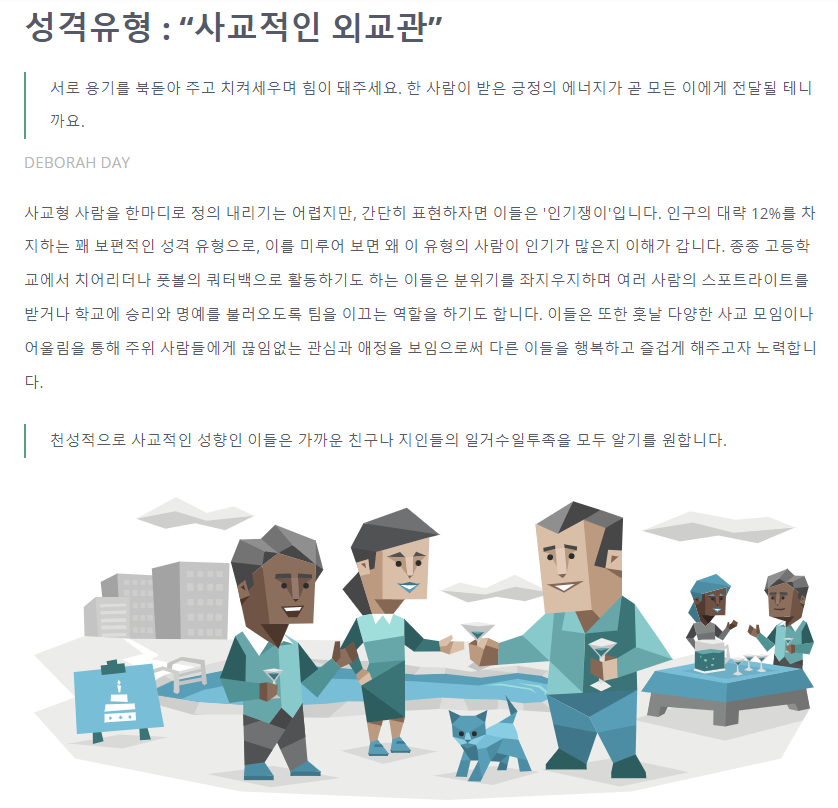 성격유형 : “사교적인 외교관”
서로 용기를 북돋아 주고 치켜세우며 힘이 돼주세요. 한 사람이 받은 긍정의 에너지가 곧 모든 이에게 전달될 테니
까요.
DEBORAH DAY
사교형 사람을 한마디로 정의 내리기는 어렵지만, 간단히 표현하자면 이들은 '인기쟁이'입니다. 인구의 대략 12%를 차
지하는 꽤 보편적인 성격 유형으로, 이를 미루어 보면 왜 이 유형의 사람이 인기가 많은지 이해가 갑니다. 종종 고등학
교에서 치어리더나 풋볼의 쿼터백으로 활동하기도 하는 이들은 분위기를 좌지우지하며 여러 사람의 스포트라이트를
받거나 학교에 승리와 명예를 불러오도록 팀을 이끄는 역할을 하기도 합니다. 이들은 또한 훗날 다양한 사교 모임이나
어울림을 통해 주위 사람들에게 끊임없는 관심과 애정을 보임으로써 다른 이들을 행복하고 즐겁게 해주고자 노력합니
다.
천성적으로 사교적인 성향인 이들은 가까운 친구나 지인들의 일거수일투족을 모두 알기를 원합니다.